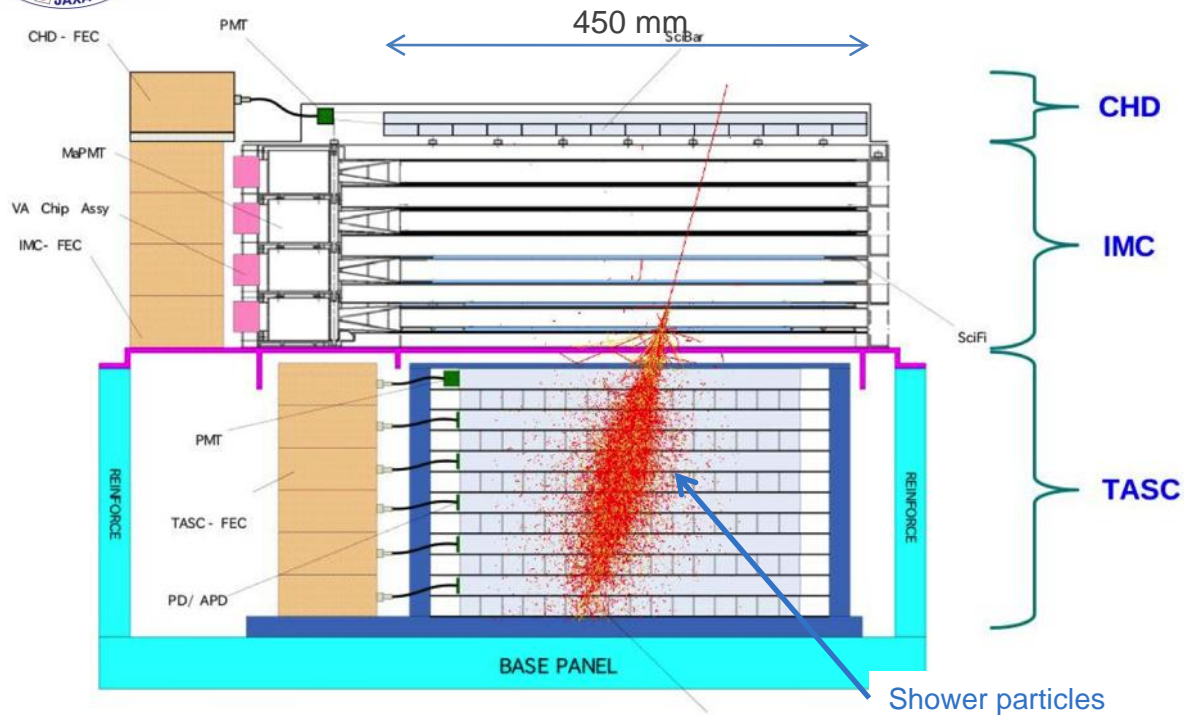 JAXA
450 mm
PMT
SciBar
CHD - FEC
CHD
MaPMT
VA Chip Assy
IMC- FEC
IMC
SciFi
PMT
REINFORCE
REINFORCE
TASC
TASC - FEC
PD/ APD
BASE PANEL
Shower particles